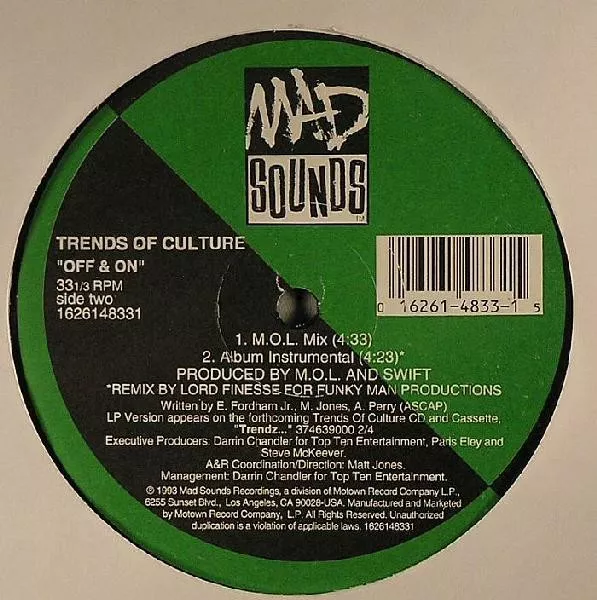 MAD
SOUNDS
TM
TRENDS OF CULTURE
"OFF & ON"
33 1/3 RPM
side two
1626148331
0 16261-4833-1 5
1. M.O.L. Mix (4:33)
2. Album Instrumental (4:23)*
PRODUCED BY M.O.L. AND SWIFT
*REMIX BY LORD FINESSE FOR FUNKY MAN PRODUCTIONS
Written by E. Fordham Jr., M. Jones, A. Perry (ASCAP)
LP Version appears on the forthcoming Trends Of Culture CD and Cassette,
"Trendz..." 374639000 2/4
Executive Producers: Darrin Chandler for Top Ten Entertainment, Paris Eley and
Steve McKeever.
A&R Coordination/Direction: Matt Jones.
Management: Darrin Chandler for Top Ten Entertainment.
℗ 1993 Mad Sounds Recordings, a division of Motown Record Company L.P.,
6255 Sunset Blvd., Los Angeles, CA 90028-USA. Manufactured and Marketed
by Motown Record Company, L.P. All Rights Reserved. Unauthorized
duplication is a violation of applicable laws. 1626148331